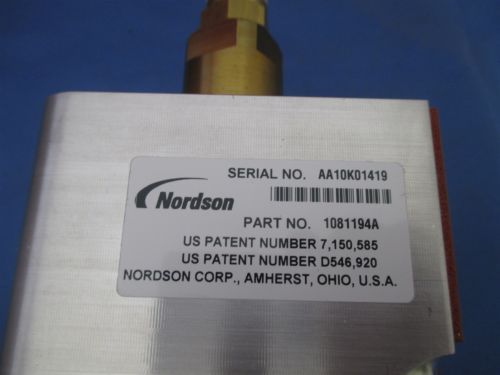 SERIAL NO. AA10K01419
Nordson
PART NO. 1081194A
US PATENT NUMBER 7,150,585
US PATENT NUMBER D546,920
NORDSON CORP., AMHERST, OHIO, U.S.A.